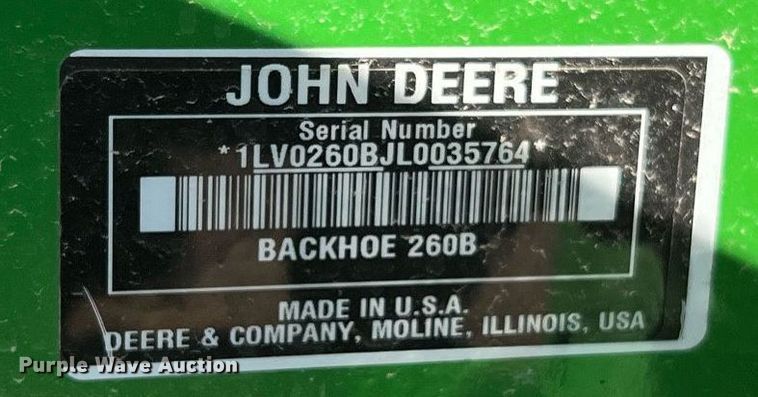 JOHN DEERE
Serial Number
*1LV0260BJL0035764*
BACKHOE 260B
MADE IN U.S.A.
DEERE & COMPANY, MOLINE, ILLINOIS, USA
Purple Wave Auction